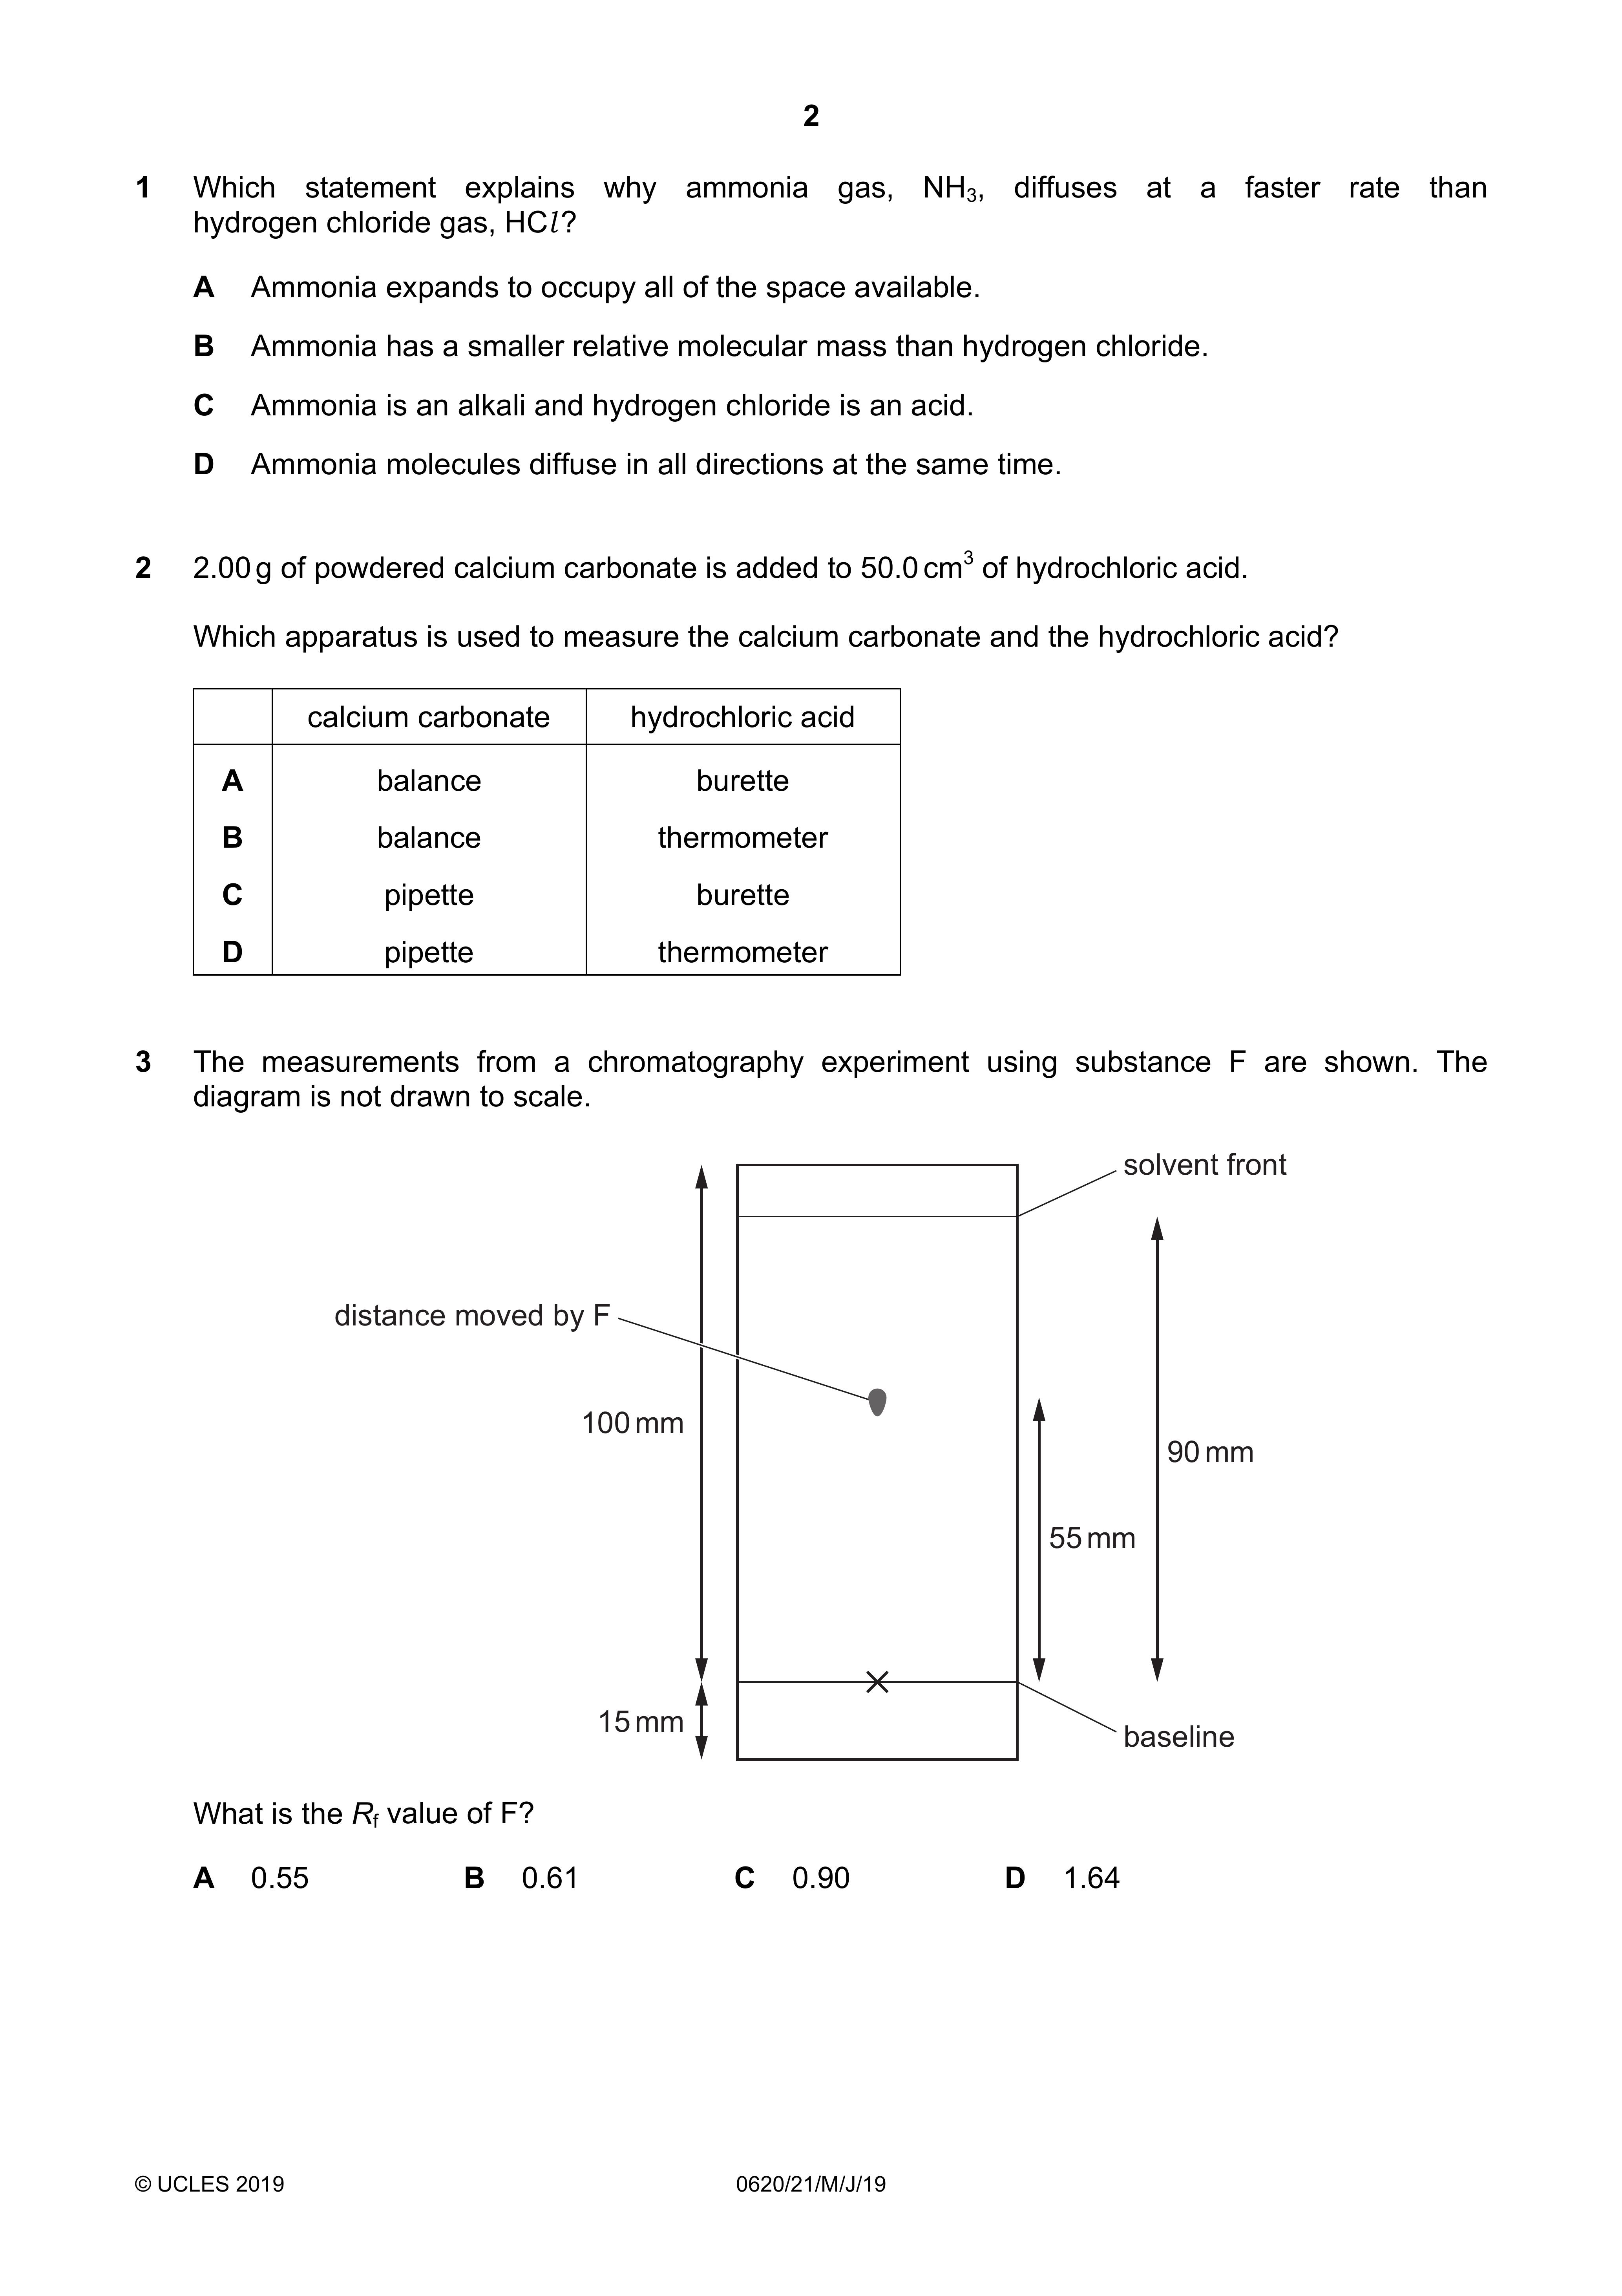 2
1 Which statement explains why ammonia gas, NH3, diffuses at a faster rate than
hydrogen chloride gas, HCl?
A Ammonia expands to occupy all of the space available.
B Ammonia has a smaller relative molecular mass than hydrogen chloride.
C Ammonia is an alkali and hydrogen chloride is an acid.
D Ammonia molecules diffuse in all directions at the same time.
2 2.00 g of powdered calcium carbonate is added to 50.0 cm³ of hydrochloric acid.
Which apparatus is used to measure the calcium carbonate and the hydrochloric acid?
calcium carbonate hydrochloric acid
A balance burette
B balance thermometer
C pipette burette
D pipette thermometer
3 The measurements from a chromatography experiment using substance F are shown. The
diagram is not drawn to scale.
solvent front
distance moved by F
100 mm
90 mm
55 mm
15 mm
baseline
What is the Rf value of F?
A 0.55 B 0.61 C 0.90 D 1.64
© UCLES 2019 0620/21/M/J/19